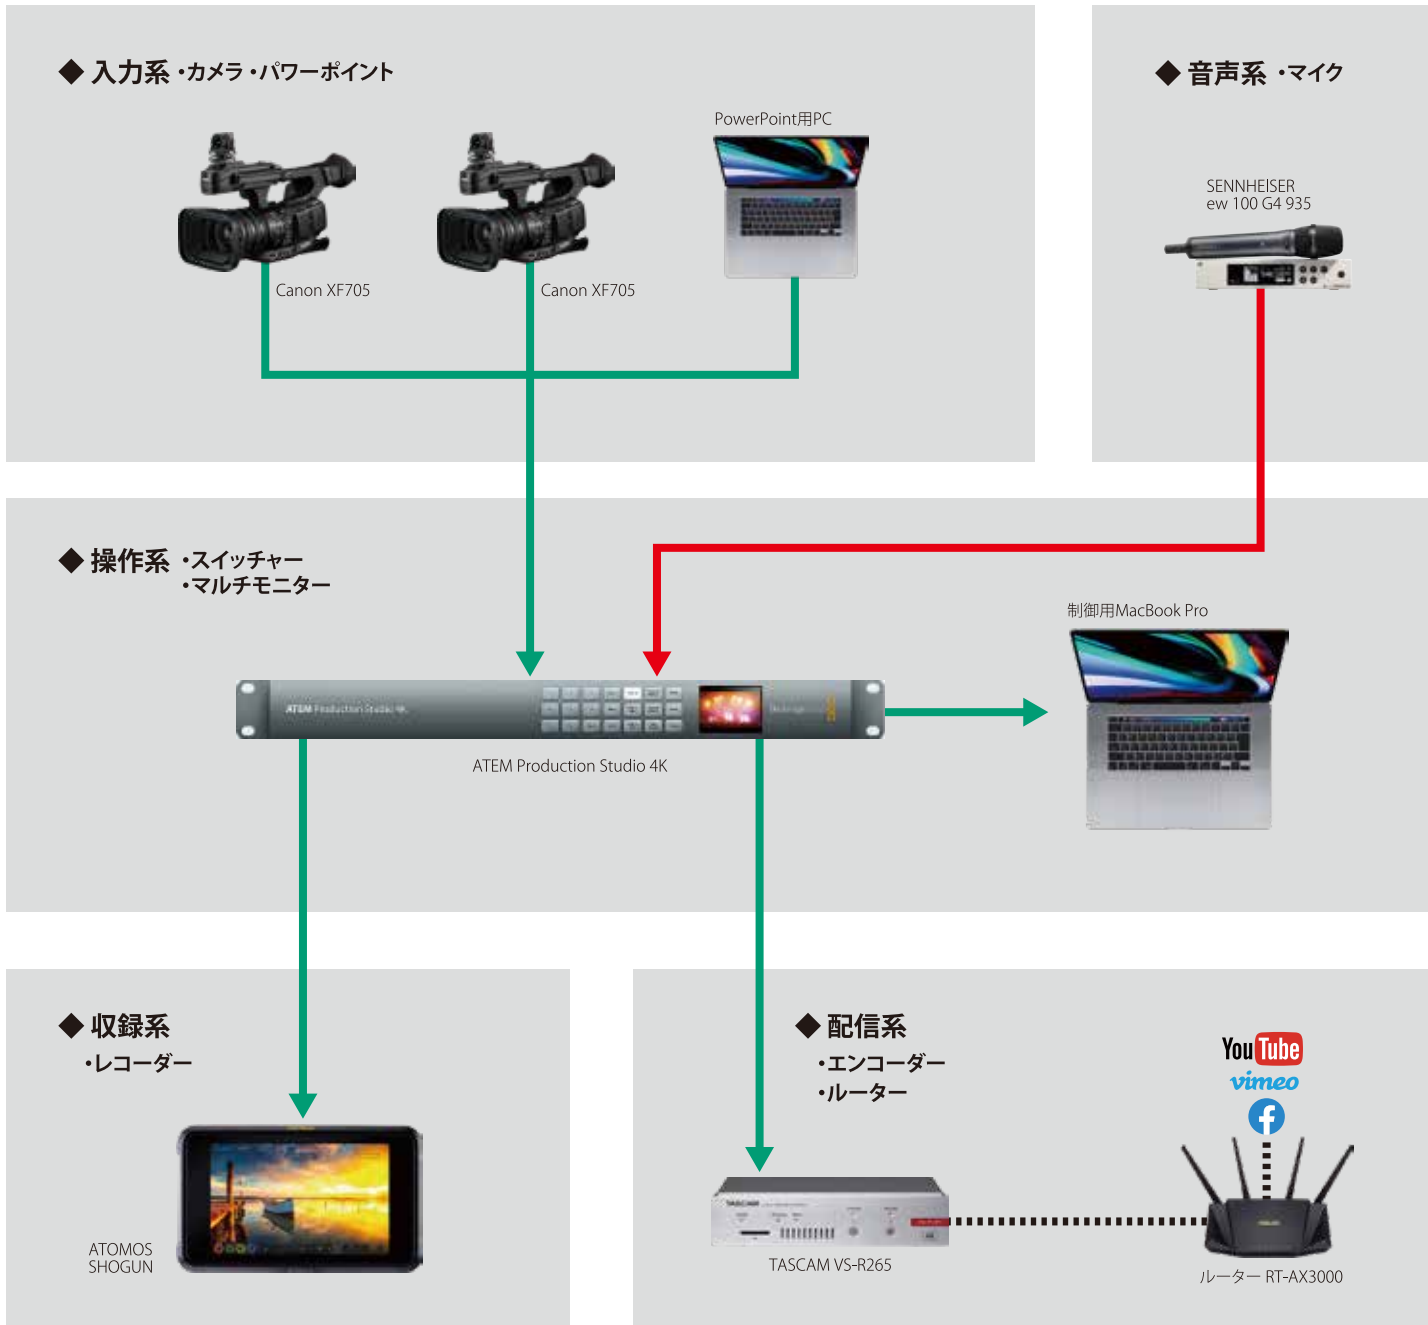 ◆ 入力系 ・カメラ ・パワーポイント
PowerPoint用PC
Canon XF705
Canon XF705
◆ 音声系 ・マイク
SENNHEISER
ew 100 G4 935
◆ 操作系 ・スイッチャー
・マルチモニター
制御用MacBook Pro
ATEM Production Studio 4K
ATEM Production Studio 4K
◆ 収録系
・レコーダー
ATOMOS
SHOGUN
◆ 配信系
・エンコーダー
・ルーター
YouTube
vimeo
f
TASCAM
TASCAM VS-R265
ルーター RT-AX3000